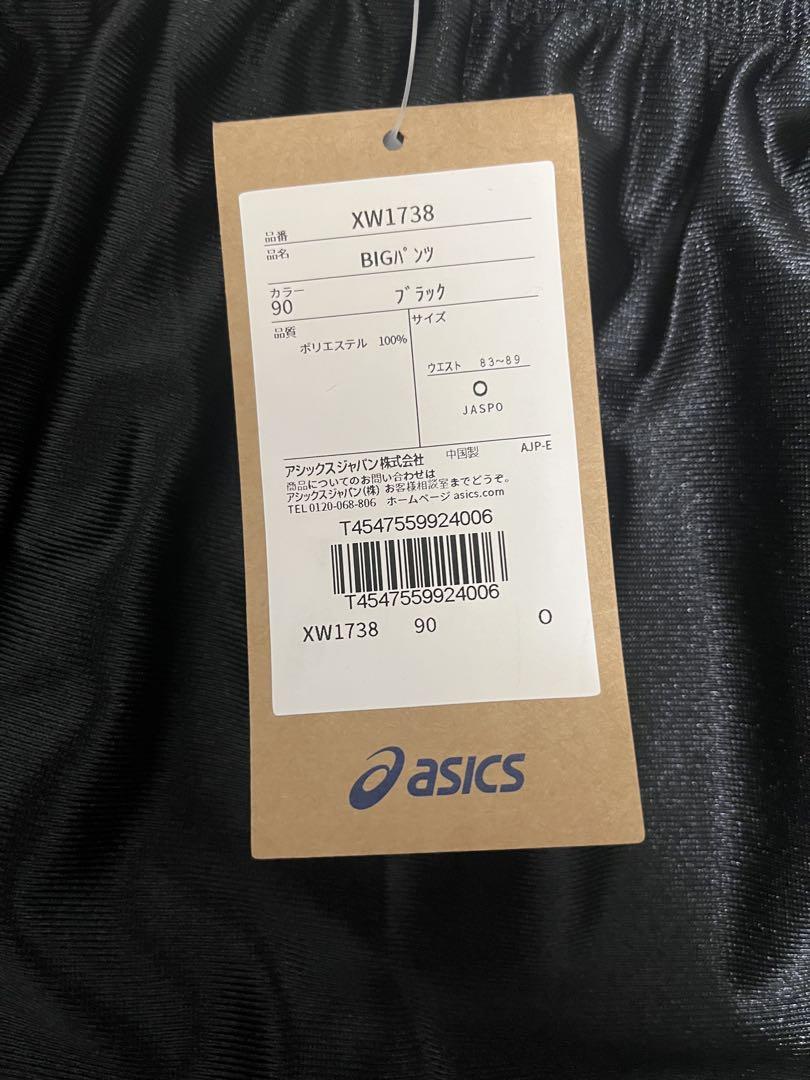 品番 XW1738
品名 BIGﾊﾟﾝﾂ
カラー
90 ﾌﾞﾗｯｸ
品質
ポリエステル 100%
サイズ
ウエスト 83~89
O
JASPO
アシックスジャパン株式会社 中国製 AJP-E
商品についてのお問い合わせは
アシックスジャパン(株) お客様相談室までどうぞ。
TEL 0120-068-806 ホームページ asics.com
T4547559924006
T4547559924006
XW1738 90 O
asics